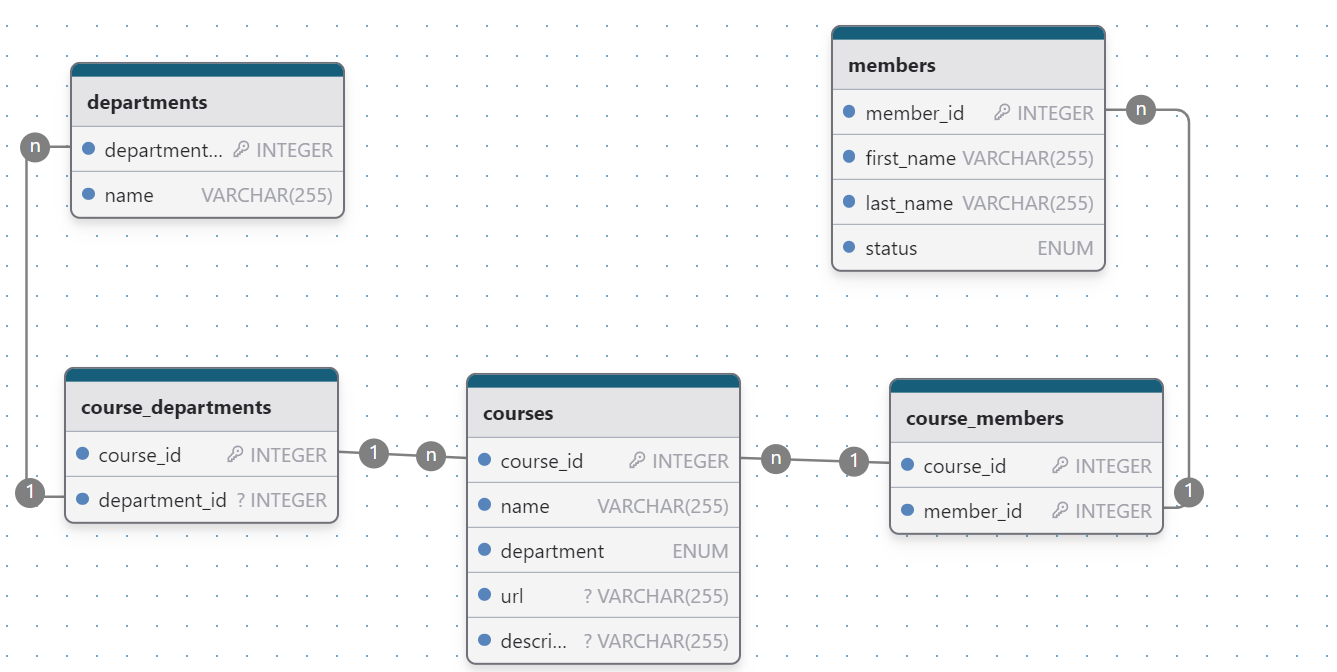 departments
department... INTEGER
name VARCHAR(255)
members
member_id INTEGER
first_name VARCHAR(255)
last_name VARCHAR(255)
status ENUM
n
n
course_departments
course_id INTEGER
department_id ? INTEGER
1
1
n
courses
course_id INTEGER
name VARCHAR(255)
department ENUM
url ? VARCHAR(255)
descri... ? VARCHAR(255)
n
1
course_members
course_id INTEGER
member_id INTEGER
1